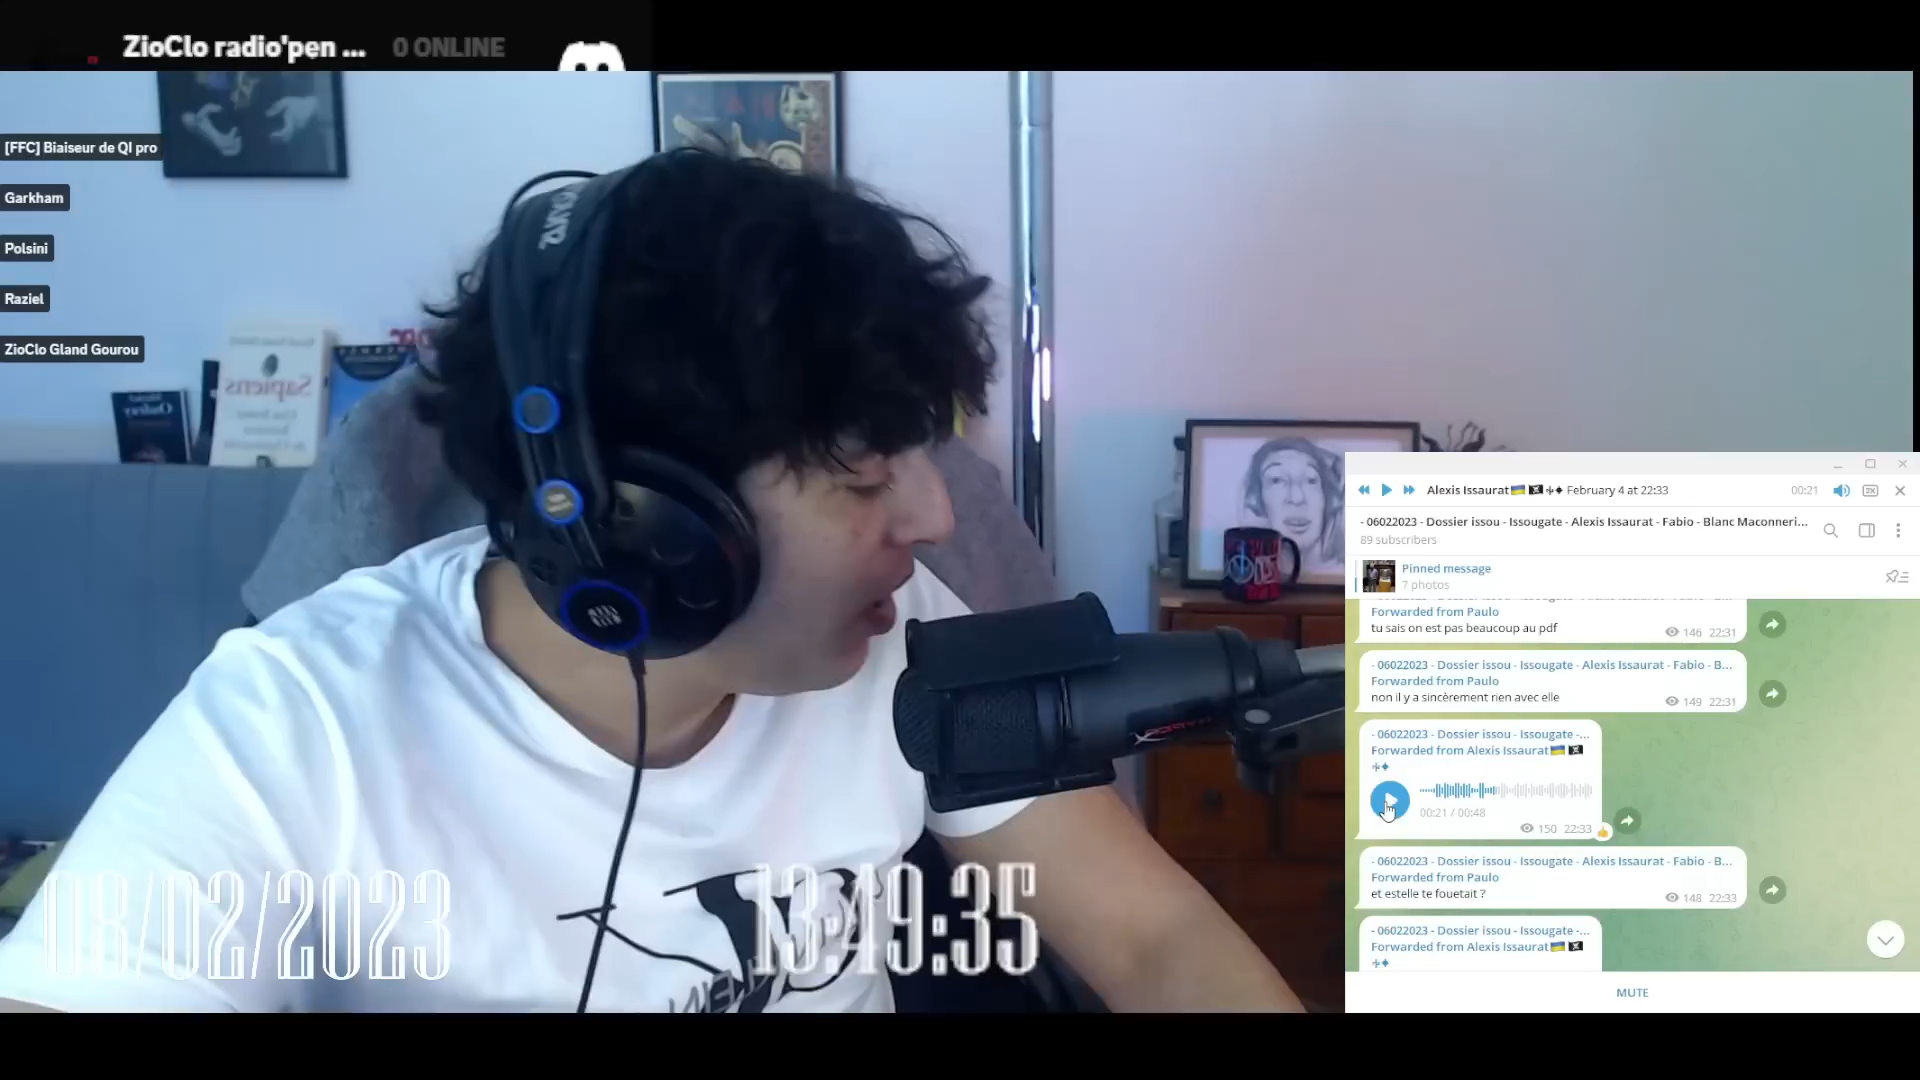 ZioClo radio'pen ...
0 ONLINE
[FFC] Biaiseur de QI pro
Garkham
Polsini
Raziel
ZioClo Gland Gourou
Sapiens
08/02/2023
13:49:35
Alexis Issaurat🇺🇦🏴‍☠️ February 4 at 22:33
00:21
2X
- 06022023 - Dossier issou - Issougate - Alexis Issaurat - Fabio - Blanc Maconneri...
89 subscribers
Pinned message
7 photos
Forwarded from Paulo
tu sais on est pas beaucoup au pdf
146 22:31
- 06022023 - Dossier issou - Issougate - Alexis Issaurat - Fabio - B...
Forwarded from Paulo
non il y a sincèrement rien avec elle
149 22:31
- 06022023 - Dossier issou - Issougate -...
Forwarded from Alexis Issaurat🇺🇦🏴‍☠️
00:21 / 00:48
150 22:33
- 06022023 - Dossier issou - Issougate - Alexis Issaurat - Fabio - B...
Forwarded from Paulo
et estelle te fouetait ?
148 22:33
- 06022023 - Dossier issou - Issougate -...
Forwarded from Alexis Issaurat🇺🇦🏴‍☠️
MUTE